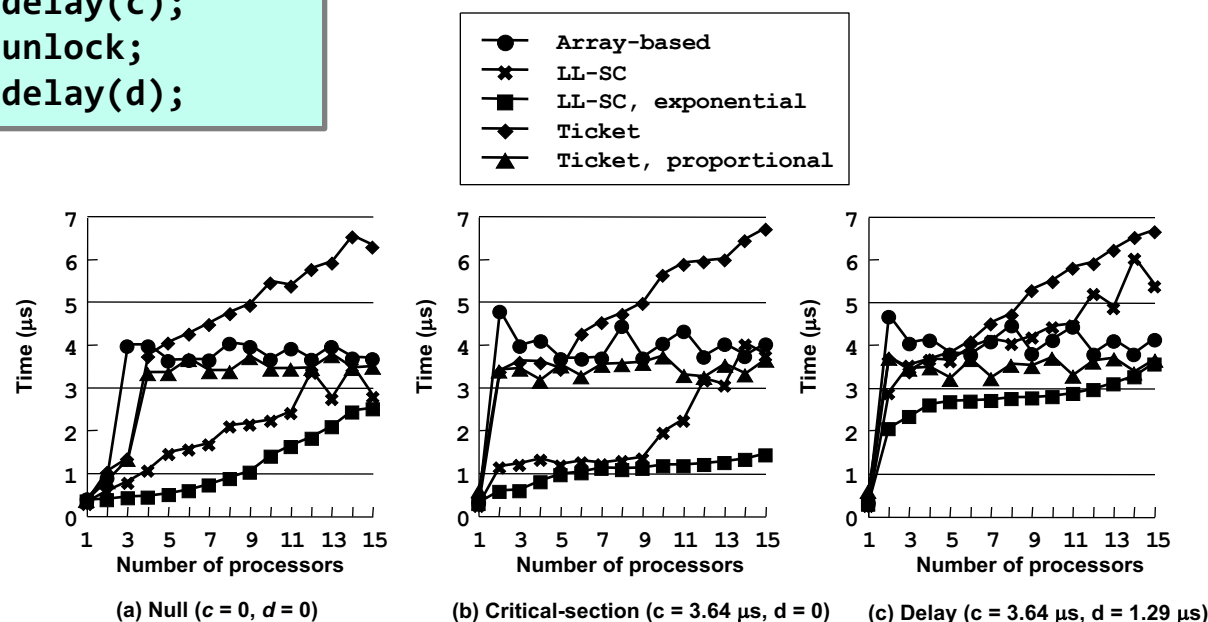 delay(c);
unlock;
delay(d);
Array-based
LL-SC
LL-SC, exponential
Ticket
Ticket, proportional
7
6
5
4
3
2
1
0
Time (μs)
1 3 5 7 9 11 13 15
Number of processors
(a) Null (c = 0, d = 0)
7
6
5
4
3
2
1
0
Time (μs)
1 3 5 7 9 11 13 15
Number of processors
(b) Critical-section (c = 3.64 μs, d = 0)
7
6
5
4
3
2
1
0
Time (μs)
1 3 5 7 9 11 13 15
Number of processors
(c) Delay (c = 3.64 μs, d = 1.29 μs)